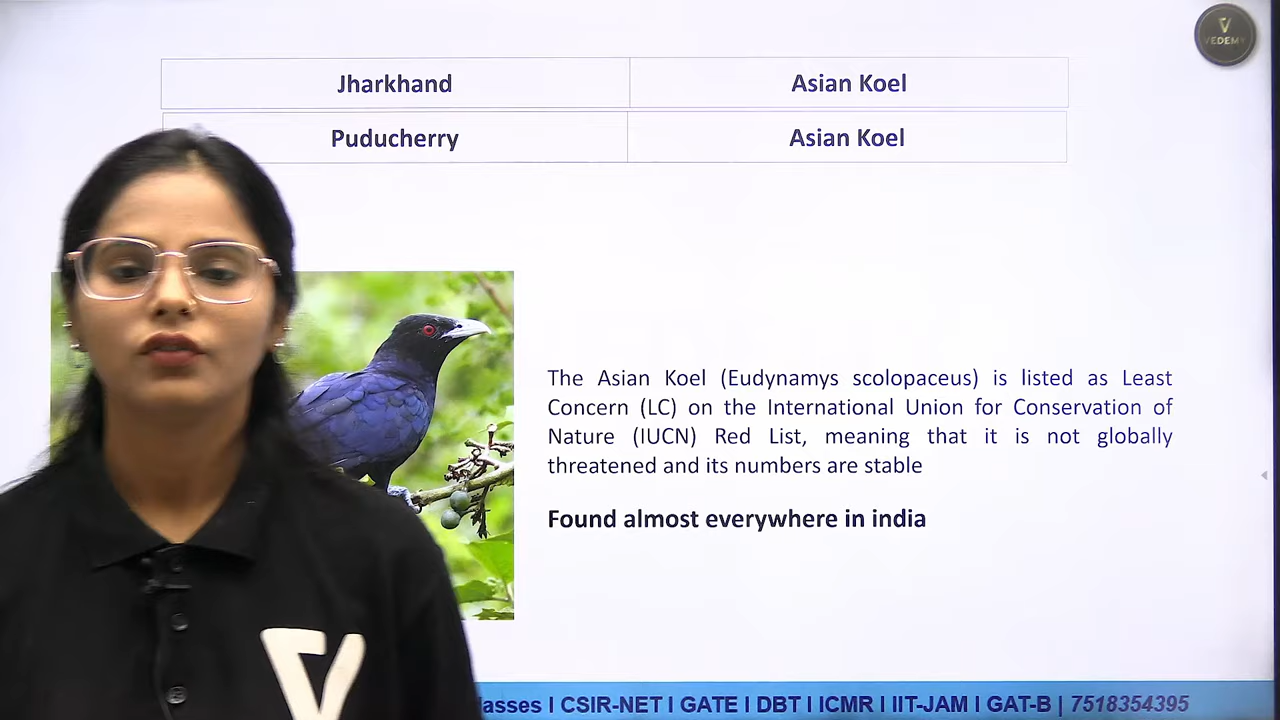 V
VEDEMY
Jharkhand Asian Koel
Puducherry Asian Koel
The Asian Koel (Eudynamys scolopaceus) is listed as Least
Concern (LC) on the International Union for Conservation of
Nature (IUCN) Red List, meaning that it is not globally
threatened and its numbers are stable
Found almost everywhere in india
V
asses I CSIR-NET I GATE I DBT I ICMR I IIT-JAM I GAT-B | 7518354395